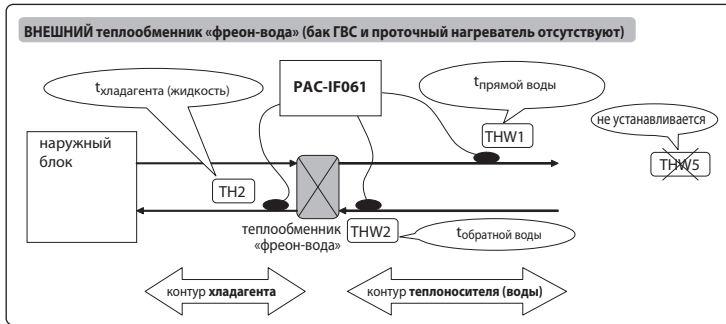 ВНЕШНИЙ теплообменник «фреон-вода» (бак ГВС и проточный нагреватель отсутствуют)
tхладагента (жидкость)
PAC-IF061
tпрямой воды
не устанавливается
наружный
блок
THW1
THW5
TH2
теплообменник
«фреон-вода»
THW2
tобратной воды
контур хладагента
контур теплоносителя (воды)